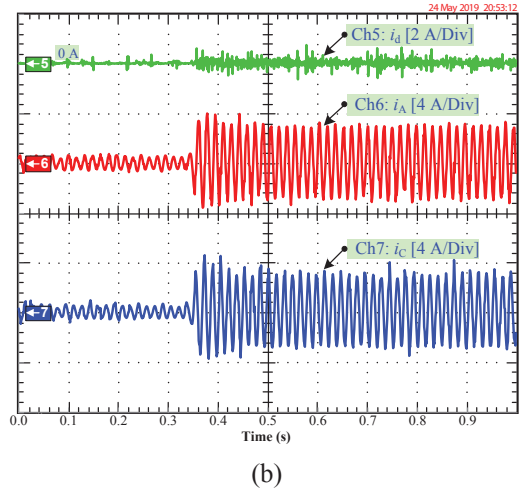 24 May 2019 20:53:12
5
0 A
Ch5: id [2 A/Div]
Ch6: iA [4 A/Div]
6
Ch7: iC [4 A/Div]
7
0.0 0.1 0.2 0.3 0.4 0.5 0.6 0.7 0.8 0.9
Time (s)
(b)